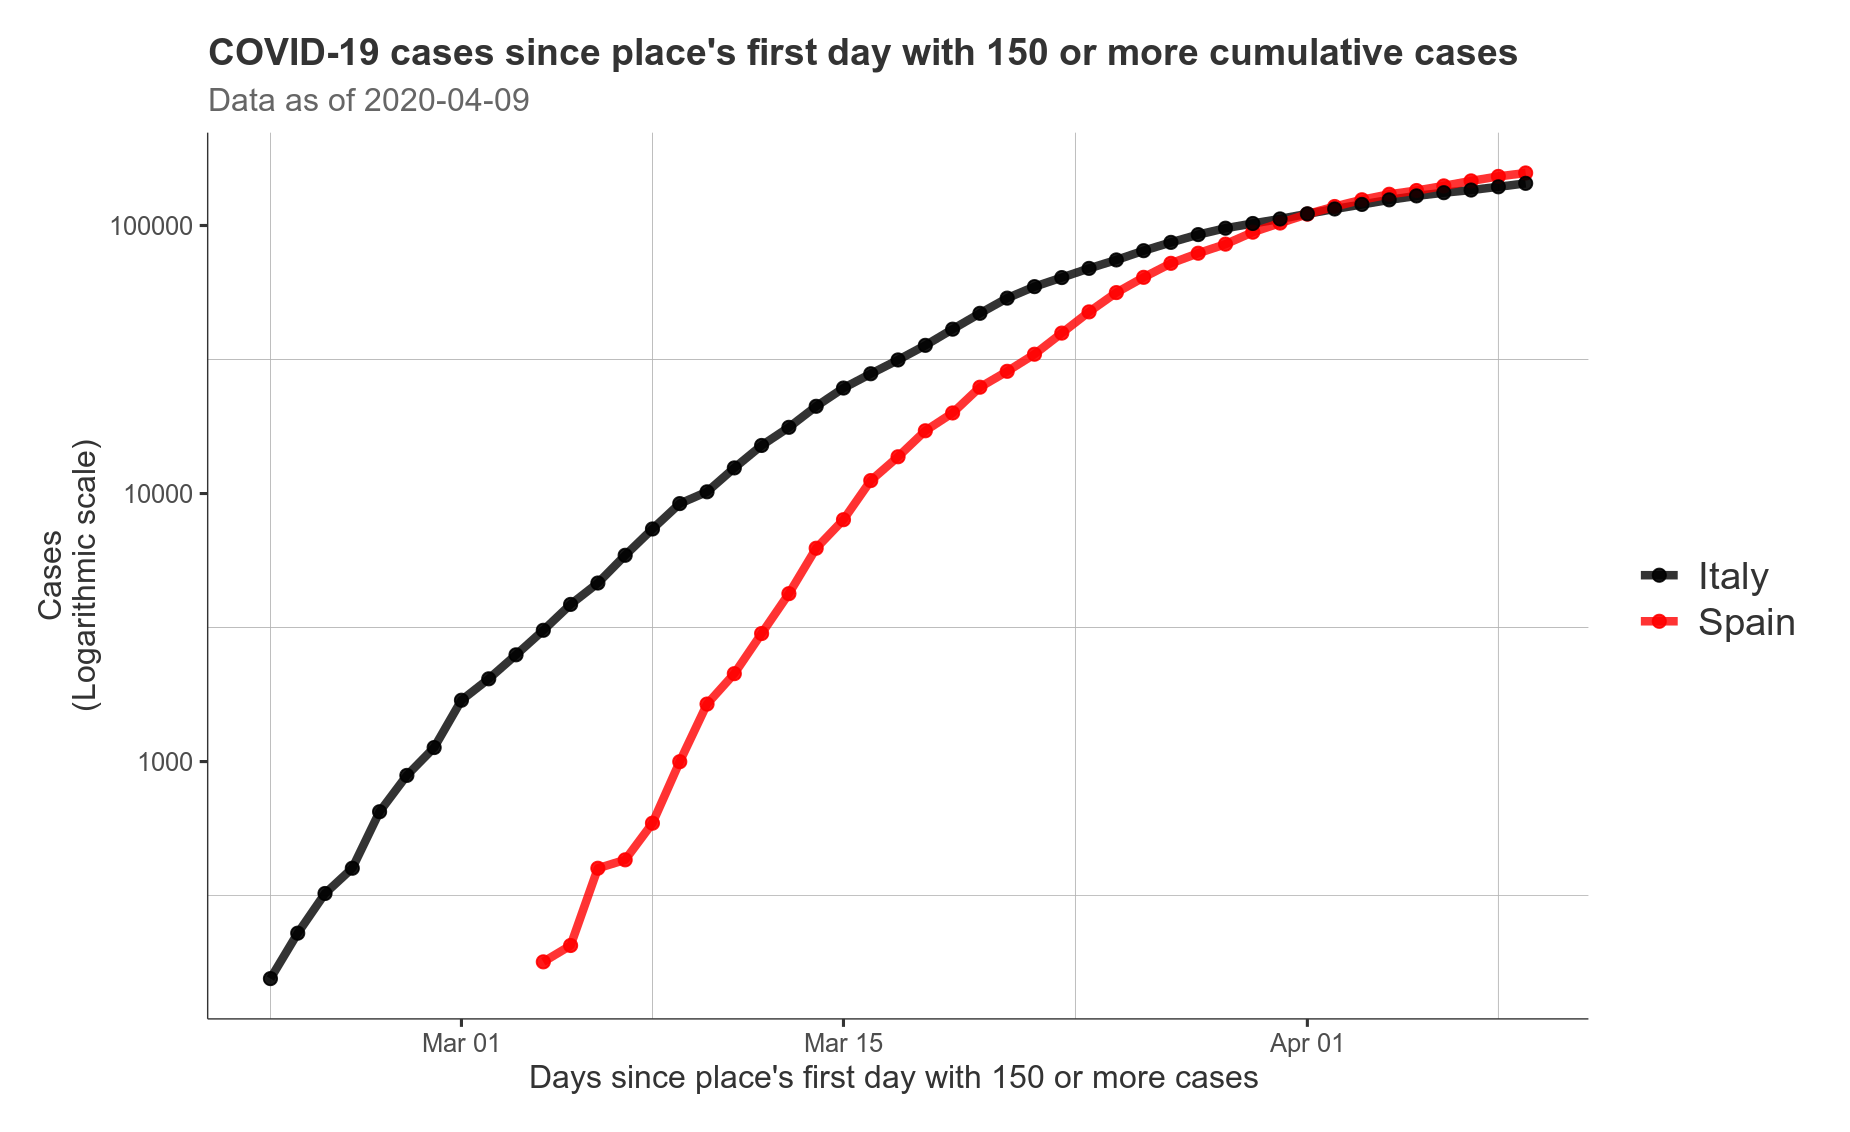 COVID-19 cases since place's first day with 150 or more cumulative cases
Data as of 2020-04-09
100000
10000
1000
Cases
(Logarithmic scale)
Mar 01
Mar 15
Apr 01
Days since place's first day with 150 or more cases
Italy
Spain